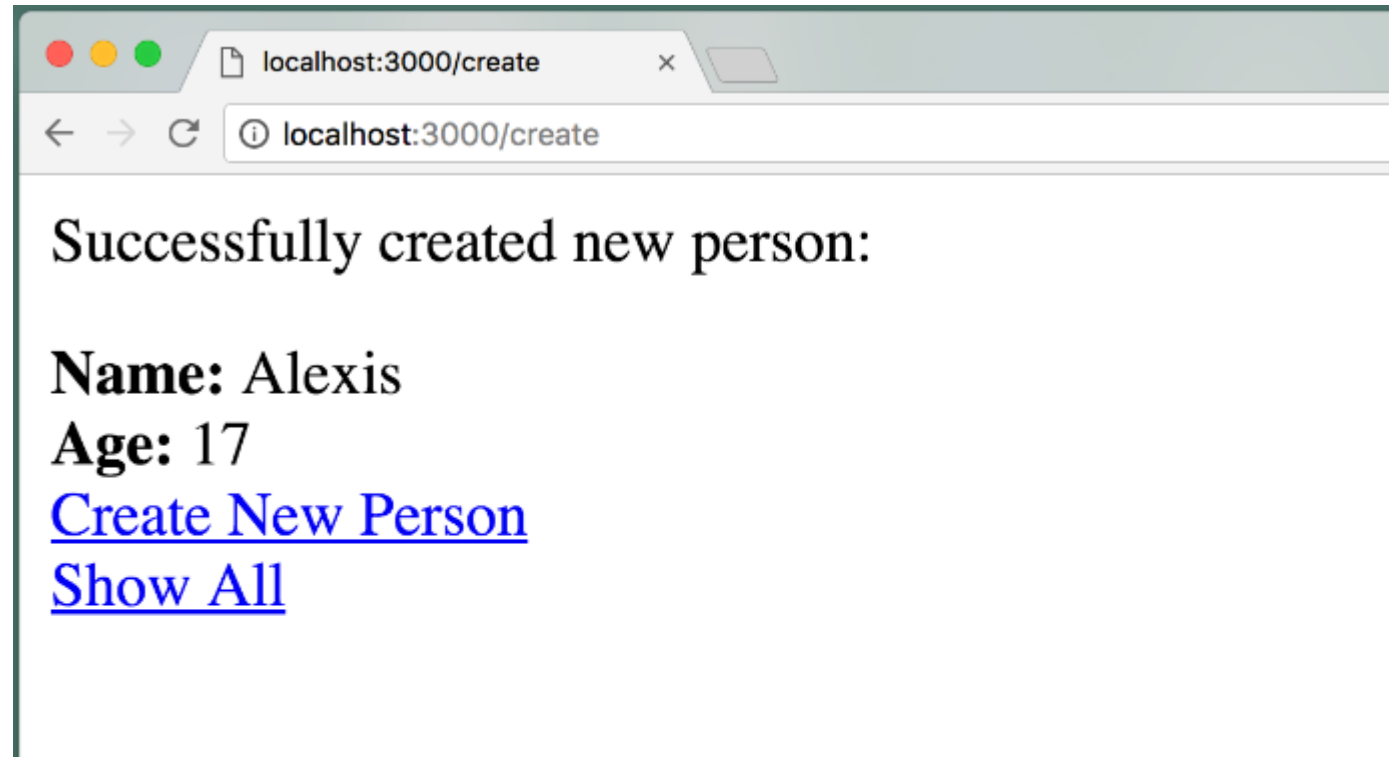 localhost:3000/create
localhost:3000/create
Successfully created new person:
Name: Alexis
Age: 17
Create New Person
Show All